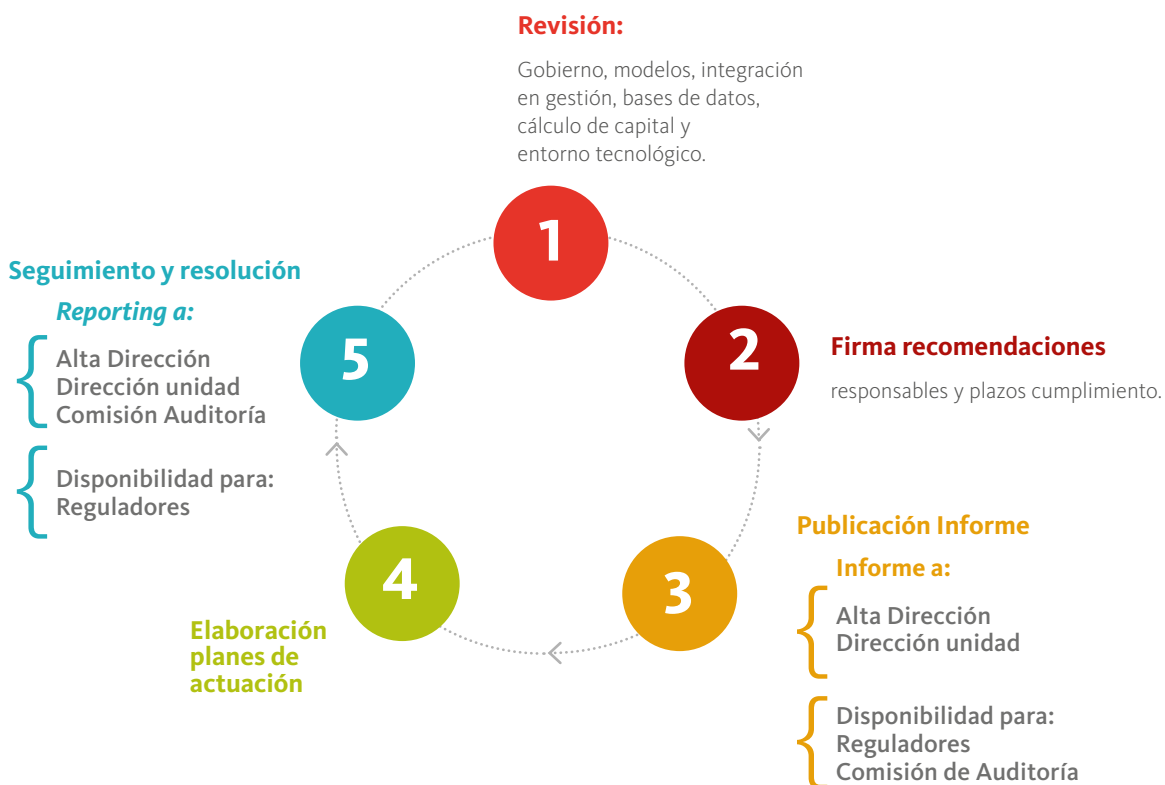 Revisión:
Gobierno, modelos, integración
en gestión, bases de datos,
cálculo de capital y
entorno tecnológico.
1
2
Firma recomendaciones
responsables y plazos cumplimiento.
3
Publicación Informe
Informe a:
Alta Dirección
Dirección unidad
Disponibilidad para:
Reguladores
Comisión de Auditoría
4
Elaboración
planes de
actuación
5
Seguimiento y resolución
Reporting a:
Alta Dirección
Dirección unidad
Comisión Auditoría
Disponibilidad para:
Reguladores